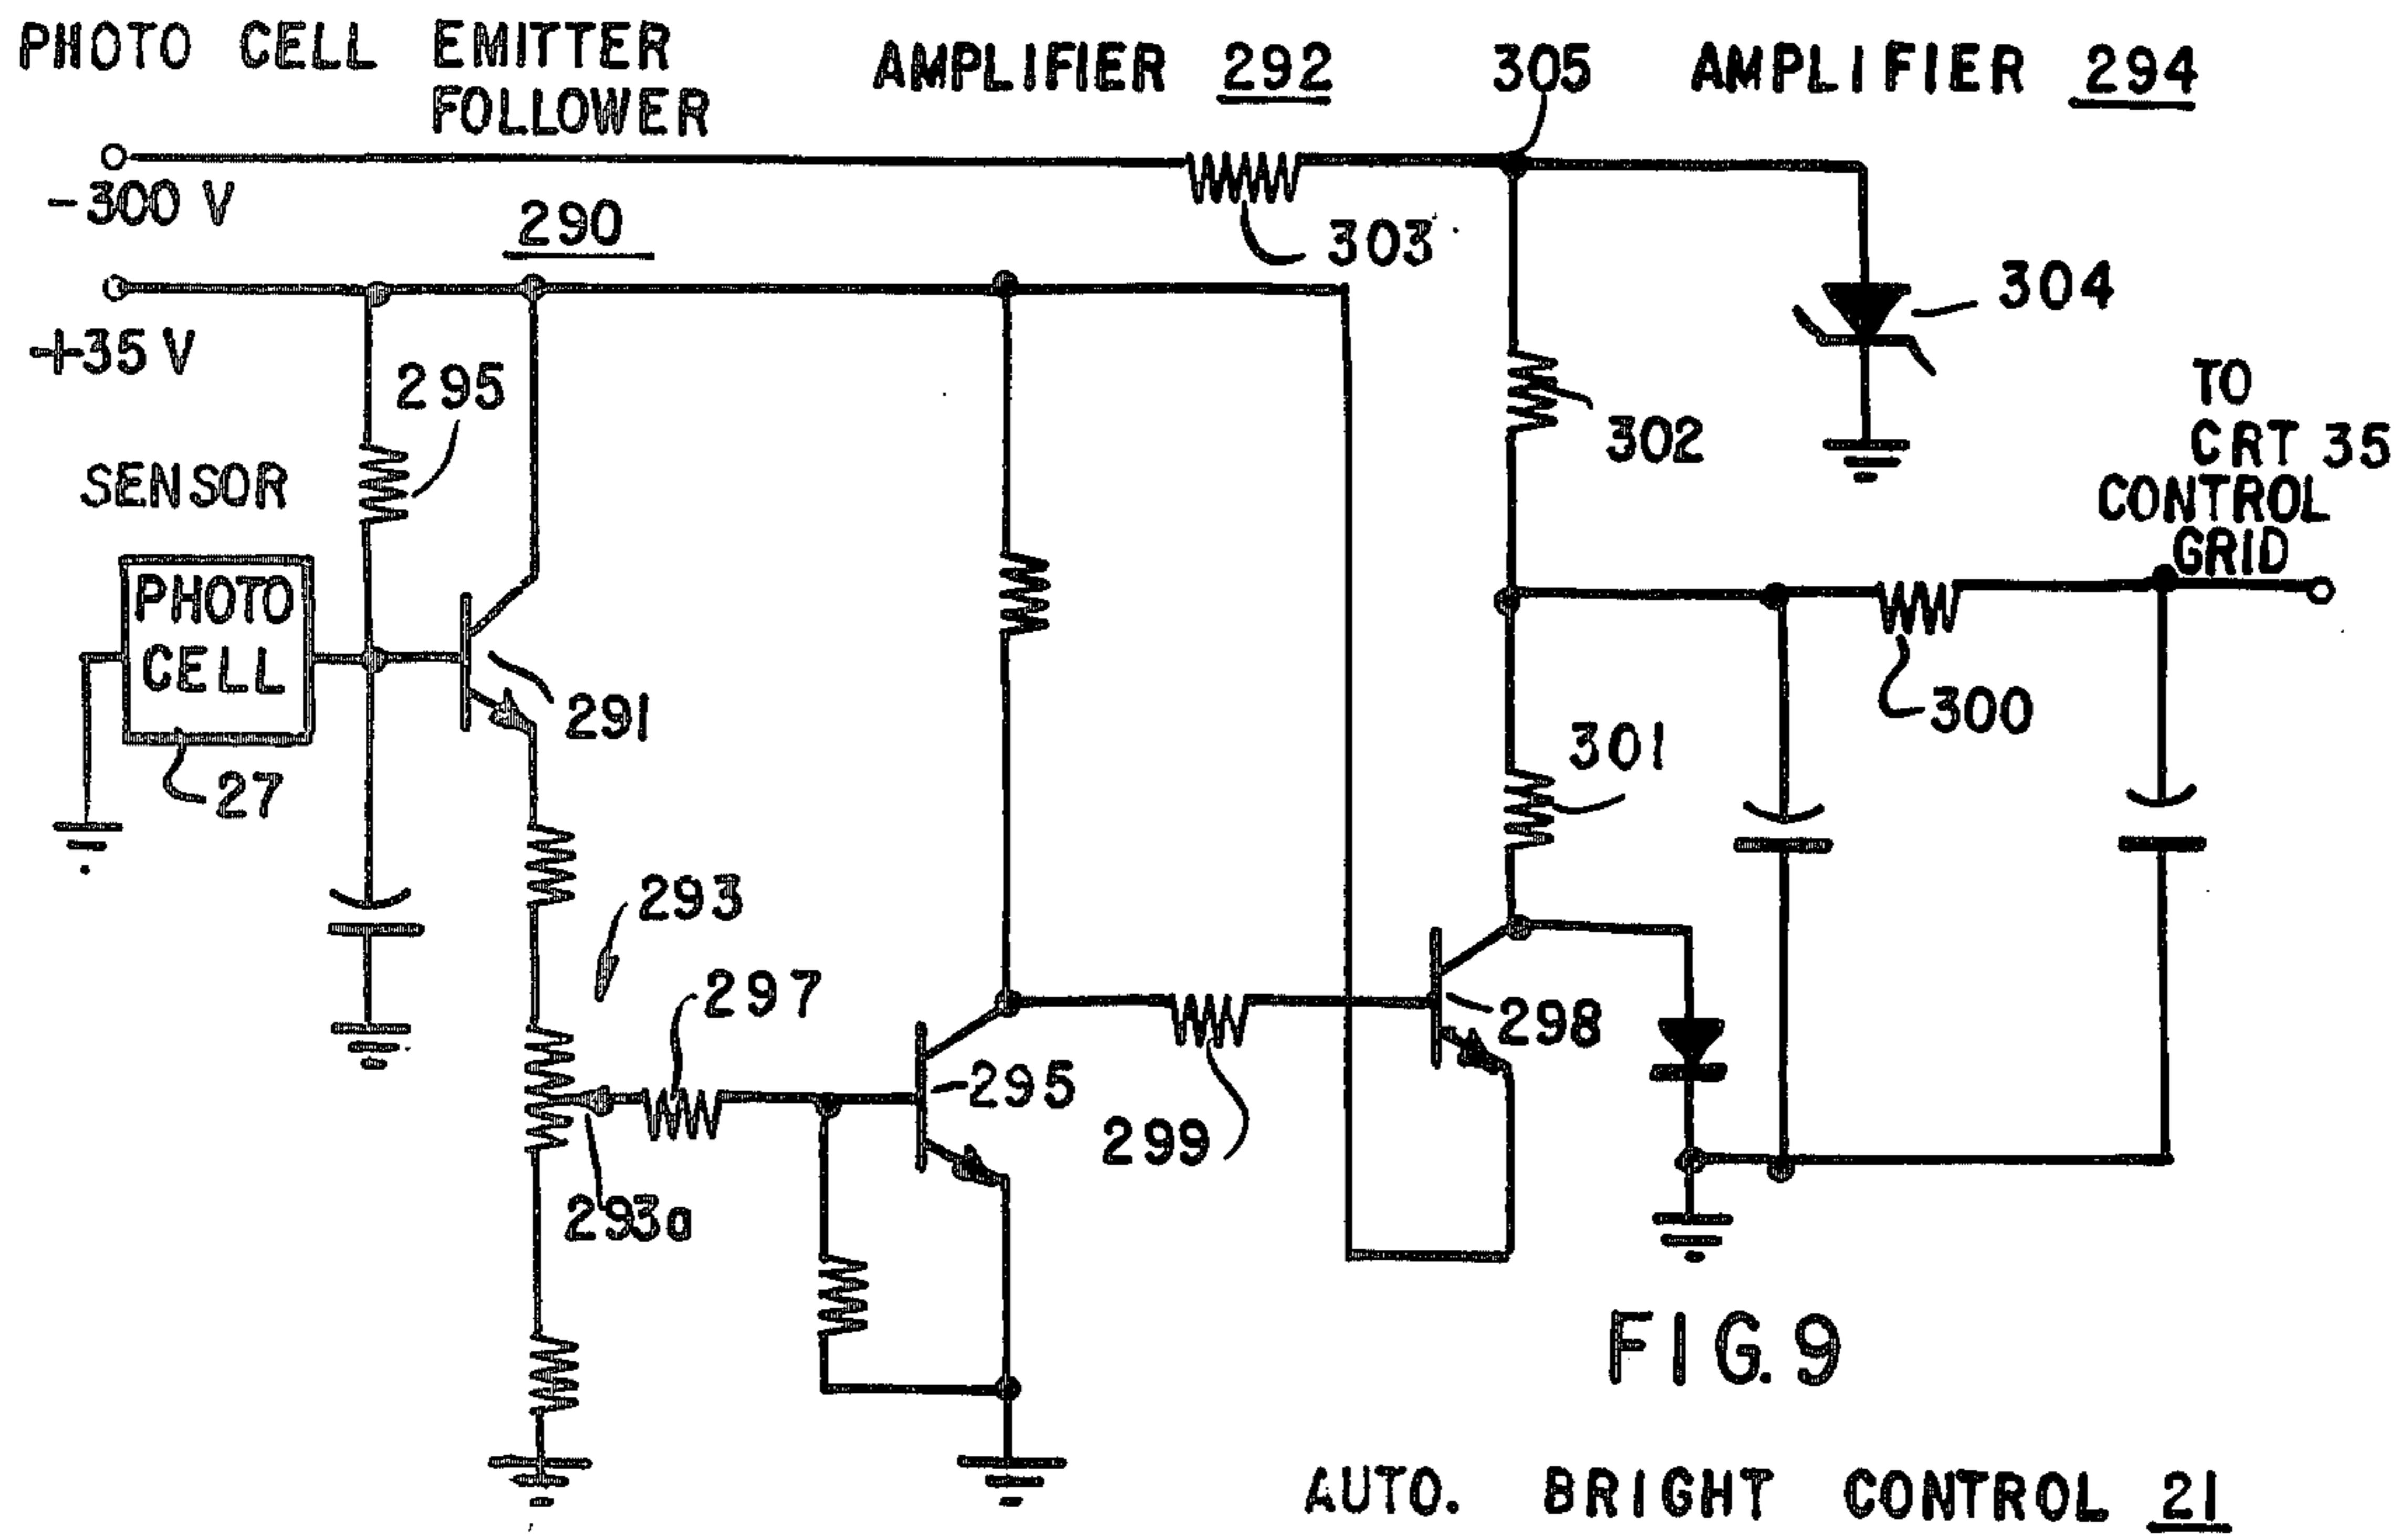 PHOTO CELL EMITTER FOLLOWER
AMPLIFIER 292
305
AMPLIFIER 294
-300 V
290
303
+35 V
304
295
302
TO
CRT 35
CONTROL
GRID
SENSOR
PHOTO
CELL
291
27
300
301
293
297
298
295
299
293a
FIG. 9
AUTO. BRIGHT CONTROL 21